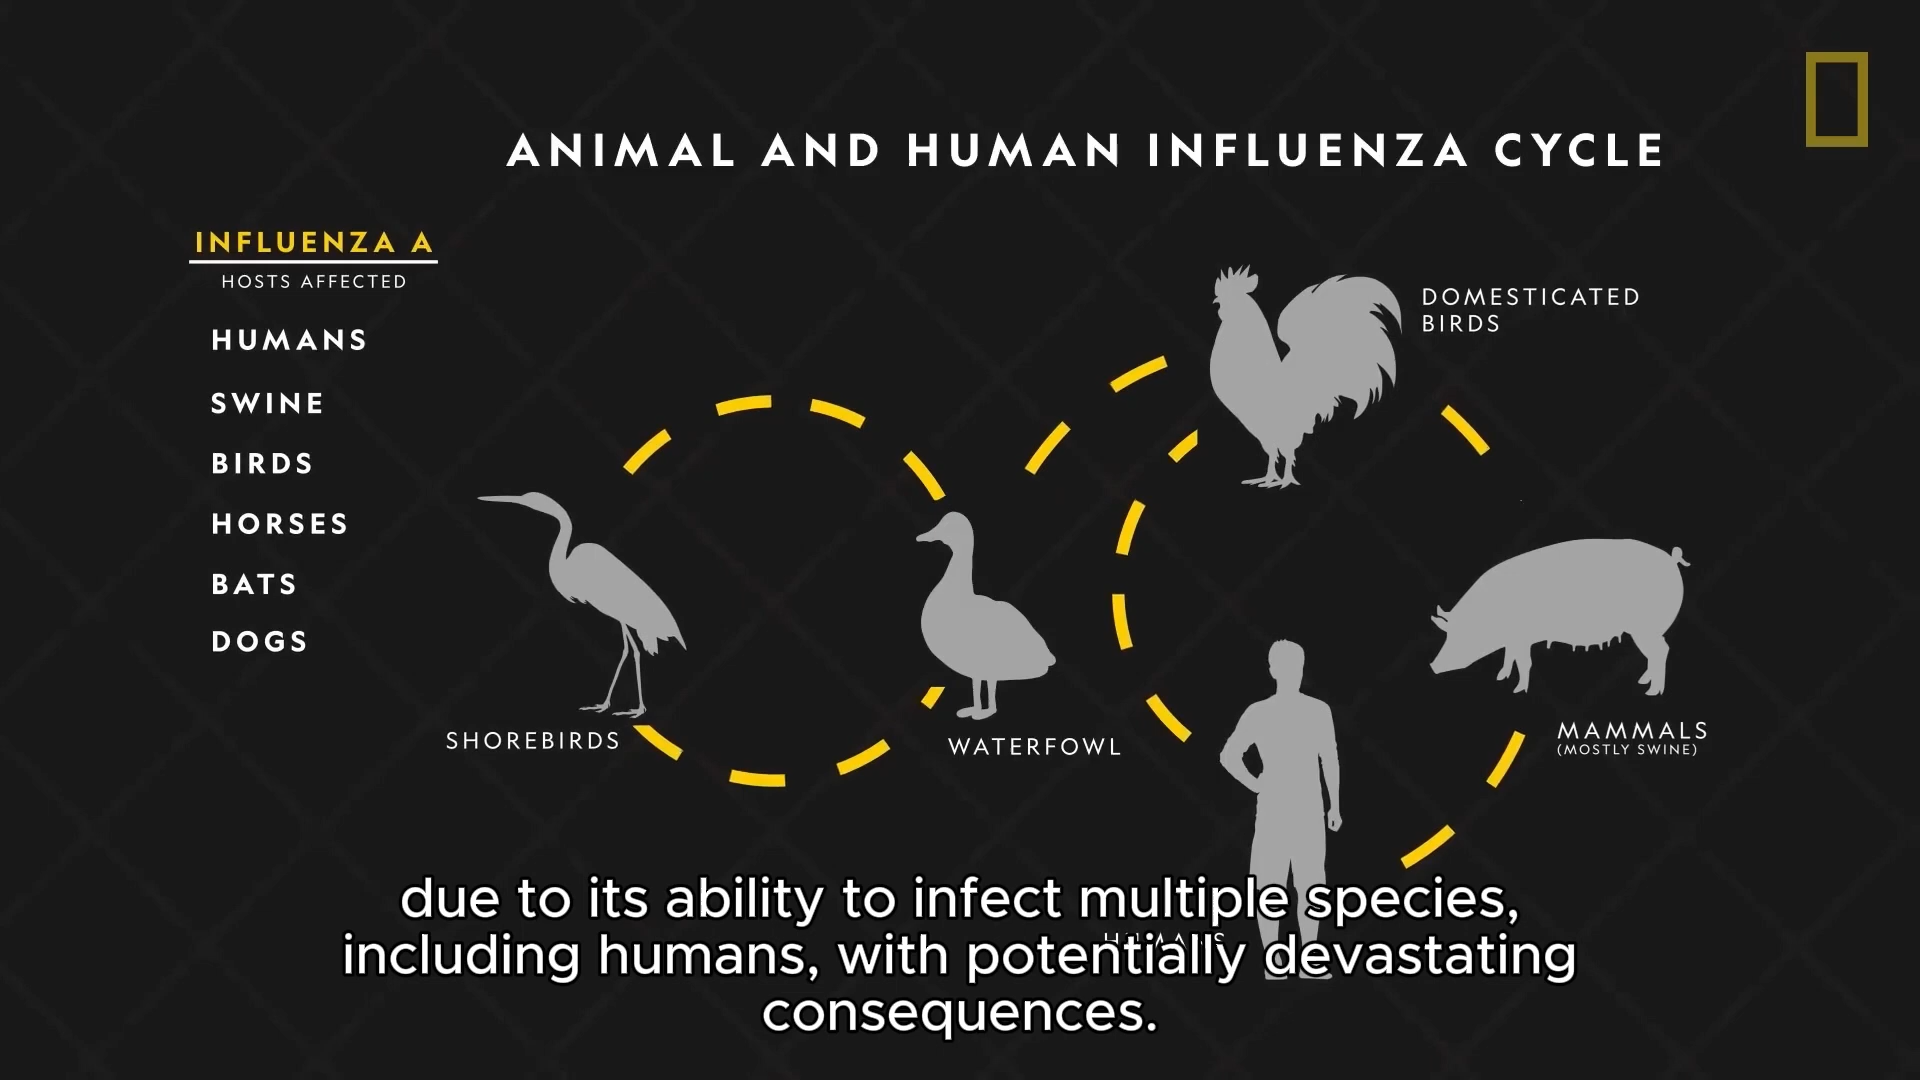 ANIMAL AND HUMAN INFLUENZA CYCLE
INFLUENZA A
HOSTS AFFECTED
HUMANS
SWINE
BIRDS
HORSES
BATS
DOGS
DOMESTICATED
BIRDS
SHOREBIRDS
WATERFOWL
MAMMALS
(MOSTLY SWINE)
HUMANS
due to its ability to infect multiple species,
including humans, with potentially devastating
consequences.